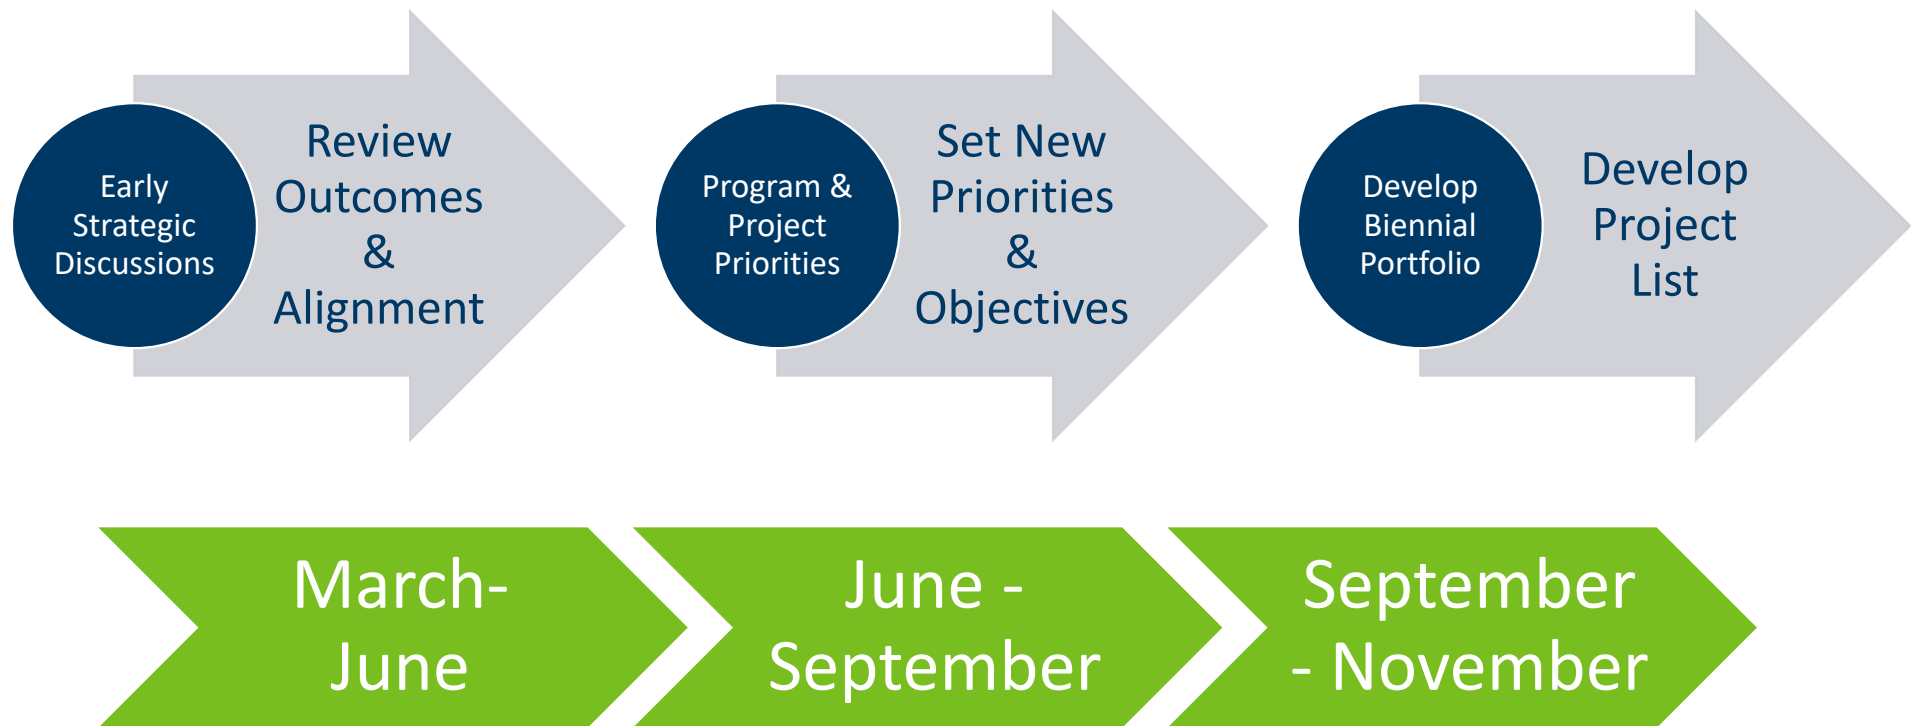 Early
Strategic
Discussions
Review
Outcomes
&
Alignment
Program &
Project
Priorities
Set New
Priorities
&
Objectives
Develop
Biennial
Portfolio
Develop
Project
List
March-
June
June -
September
September
- November